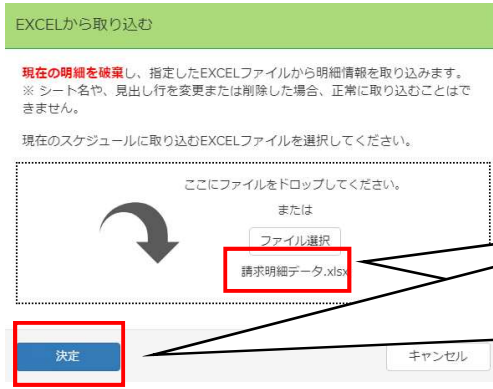 EXCELから取り込む
現在の明細を破棄し、指定したEXCELファイルから明細情報を取り込みます。
※ シート名や、見出し行を変更または削除した場合、正常に取り込むことはで
きません。
現在のスケジュールに取り込むEXCELファイルを選択してください。
ここにファイルをドロップしてください。
または
ファイル選択
請求明細データ.xlsx
決定
キャンセル